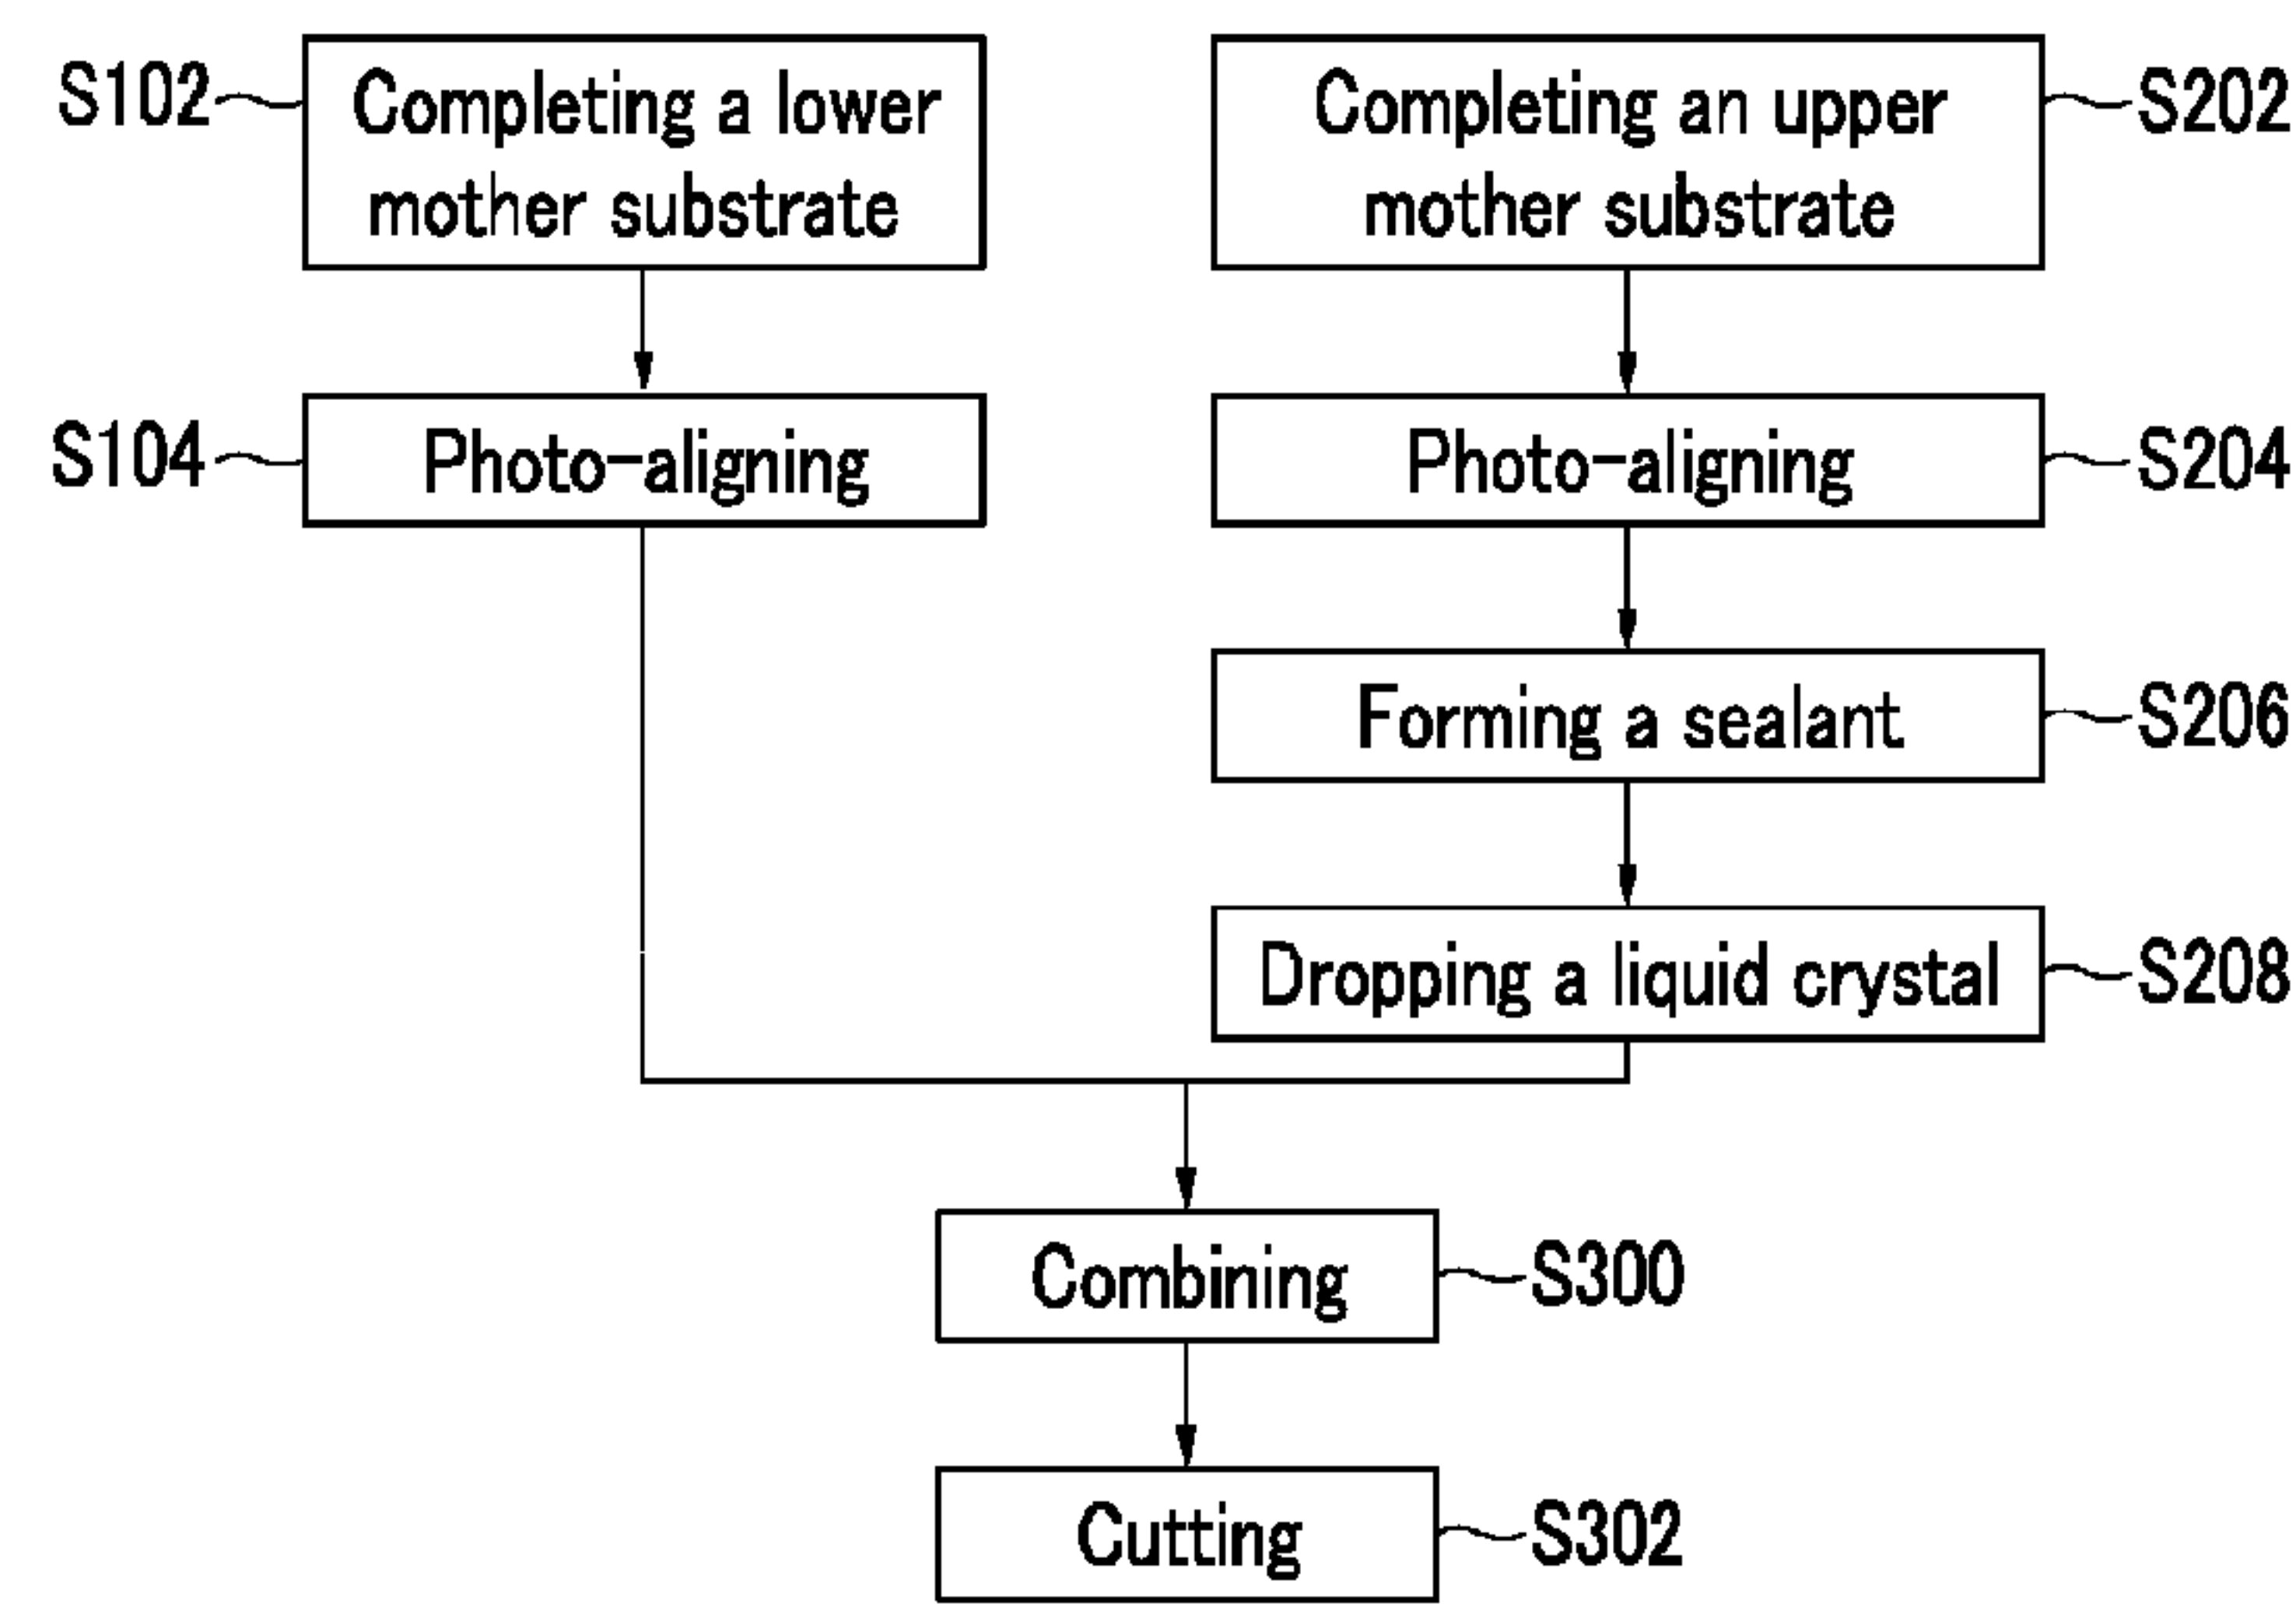 S102
Completing a lower
mother substrate
Completing an upper
mother substrate
S202
S104
Photo-aligning
Photo-aligning
S204
Forming a sealant
S206
Dropping a liquid crystal
S208
Combining
S300
Cutting
S302